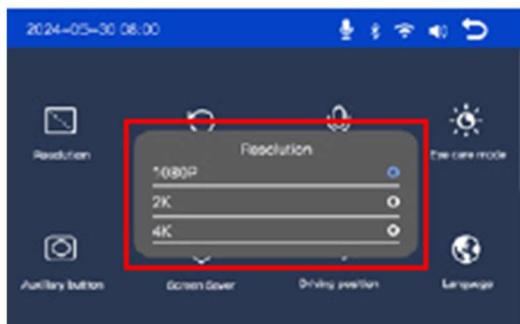 2024-05-30 08:00
Resolution
Resolution
Eye care mode
1080P
2K
4K
Auxiliary button
Screen Saver
Driving position
Language